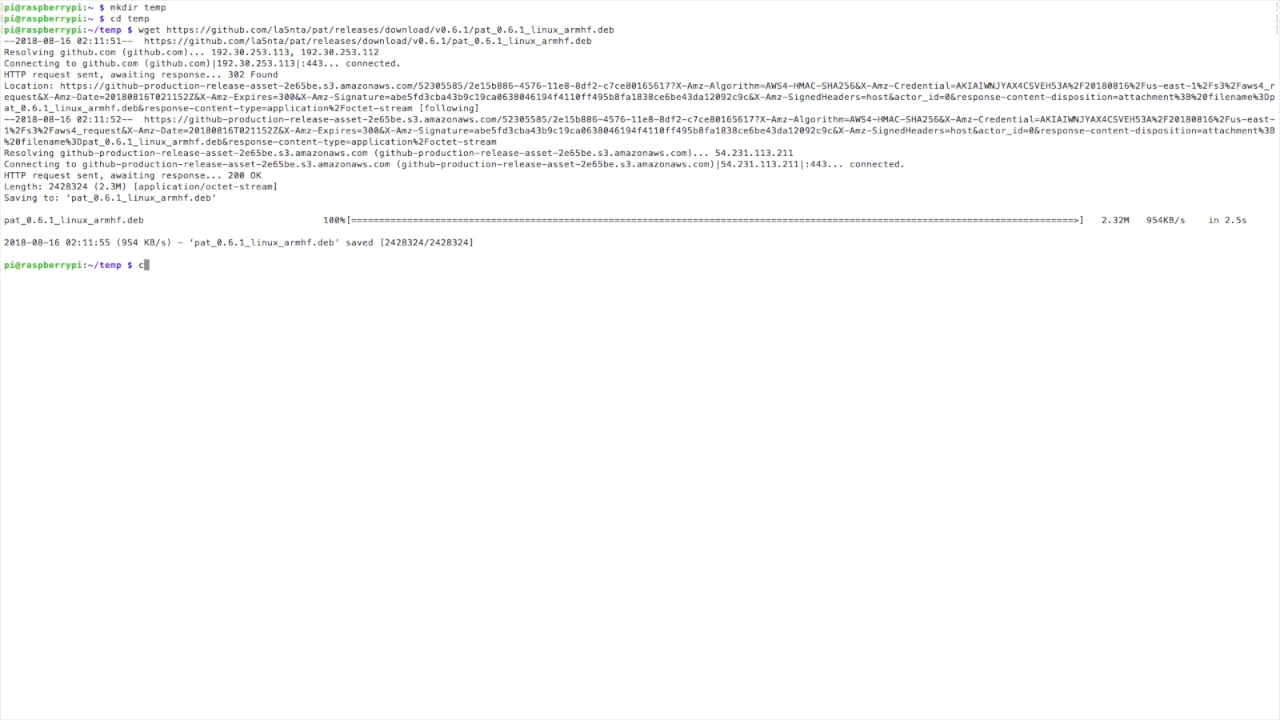 pi@raspberrypi:~ $ mkdir temp
pi@raspberrypi:~ $ cd temp
pi@raspberrypi:~/temp $ wget https://github.com/la5nta/pat/releases/download/v0.6.1/pat_0.6.1_linux_armhf.deb
--2018-08-16 02:11:51--  https://github.com/la5nta/pat/releases/download/v0.6.1/pat_0.6.1_linux_armhf.deb
Resolving github.com (github.com)... 192.30.253.113, 192.30.253.112
Connecting to github.com (github.com)|192.30.253.113|:443... connected.
HTTP request sent, awaiting response... 302 Found
Location: https://github-production-release-asset-2e65be.s3.amazonaws.com/52305585/2e15b886-4576-11e8-8df2-c7ce80165617?X-Amz-Algorithm=AWS4-HMAC-SHA256&X-Amz-Credential=AKIAIWNJYAX4CSVEH53A%2F20180816%2Fus-east-1%2Fs3%2Faws4_r
equest&X-Amz-Date=20180816T021152Z&X-Amz-Expires=300&X-Amz-Signature=abe5fd3cba43b9c19ca0638046194f4110ff495b8fa1838ce6be43da12092c9c&X-Amz-SignedHeaders=host&actor_id=0&response-content-disposition=attachment%3B%20filename%3Dp
at_0.6.1_linux_armhf.deb&response-content-type=application%2Foctet-stream [following]
--2018-08-16 02:11:52--  https://github-production-release-asset-2e65be.s3.amazonaws.com/52305585/2e15b886-4576-11e8-8df2-c7ce80165617?X-Amz-Algorithm=AWS4-HMAC-SHA256&X-Amz-Credential=AKIAIWNJYAX4CSVEH53A%2F20180816%2Fus-east-
1%2Fs3%2Faws4_request&X-Amz-Date=20180816T021152Z&X-Amz-Expires=300&X-Amz-Signature=abe5fd3cba43b9c19ca0638046194f4110ff495b8fa1838ce6be43da12092c9c&X-Amz-SignedHeaders=host&actor_id=0&response-content-disposition=attachment%3B
%20filename%3Dpat_0.6.1_linux_armhf.deb&response-content-type=application%2Foctet-stream
Resolving github-production-release-asset-2e65be.s3.amazonaws.com (github-production-release-asset-2e65be.s3.amazonaws.com)... 54.231.113.211
Connecting to github-production-release-asset-2e65be.s3.amazonaws.com (github-production-release-asset-2e65be.s3.amazonaws.com)|54.231.113.211|:443... connected.
HTTP request sent, awaiting response... 200 OK
Length: 2428324 (2.3M) [application/octet-stream]
Saving to: ‘pat_0.6.1_linux_armhf.deb’
pat_0.6.1_linux_armhf.deb 100%[=================================================>] 2.32M 954KB/s in 2.5s
2018-08-16 02:11:55 (954 KB/s) - ‘pat_0.6.1_linux_armhf.deb’ saved [2428324/2428324]
pi@raspberrypi:~/temp $ c